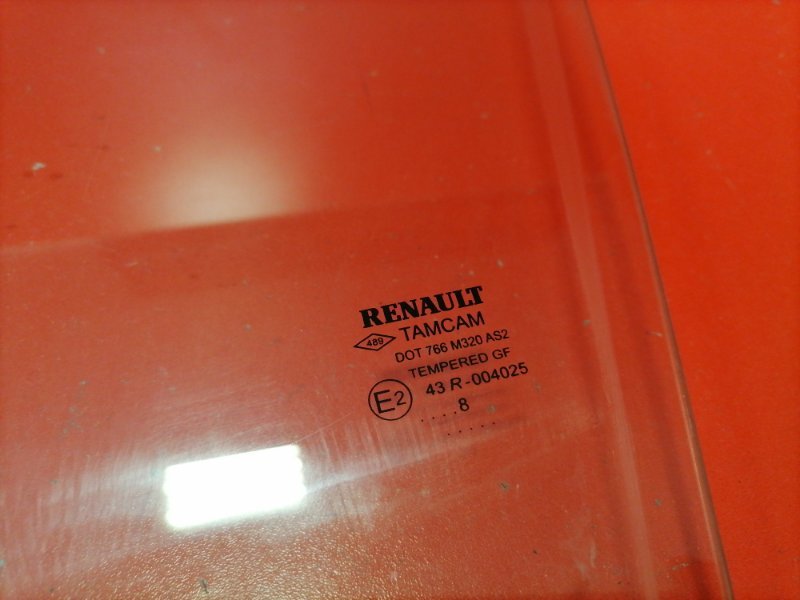 RENAULT
489 TAMCAM
DOT 766 M320 AS2
TEMPERED GF
E2 43 R-004025
....8
.....